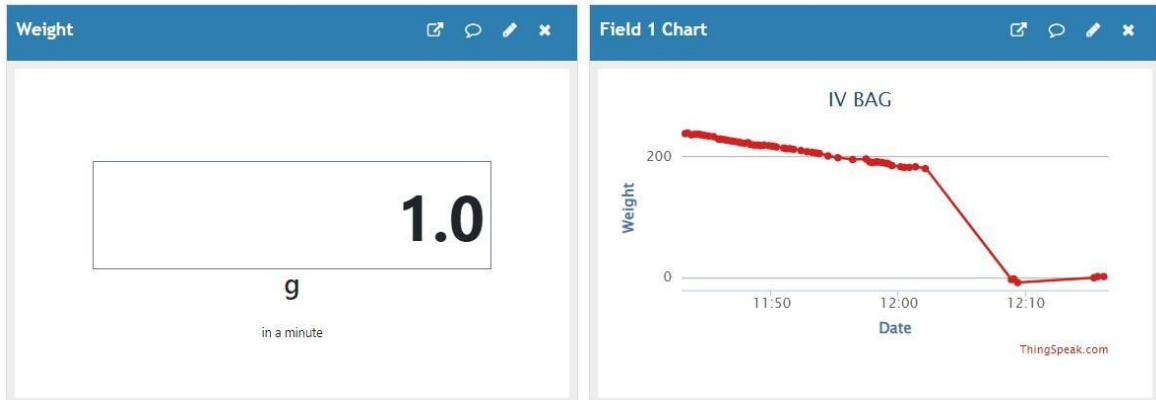 Weight
1.0
g
in a minute
Field 1 Chart
IV BAG
Weight
200
0
11:50 12:00 12:10
Date
ThingSpeak.com